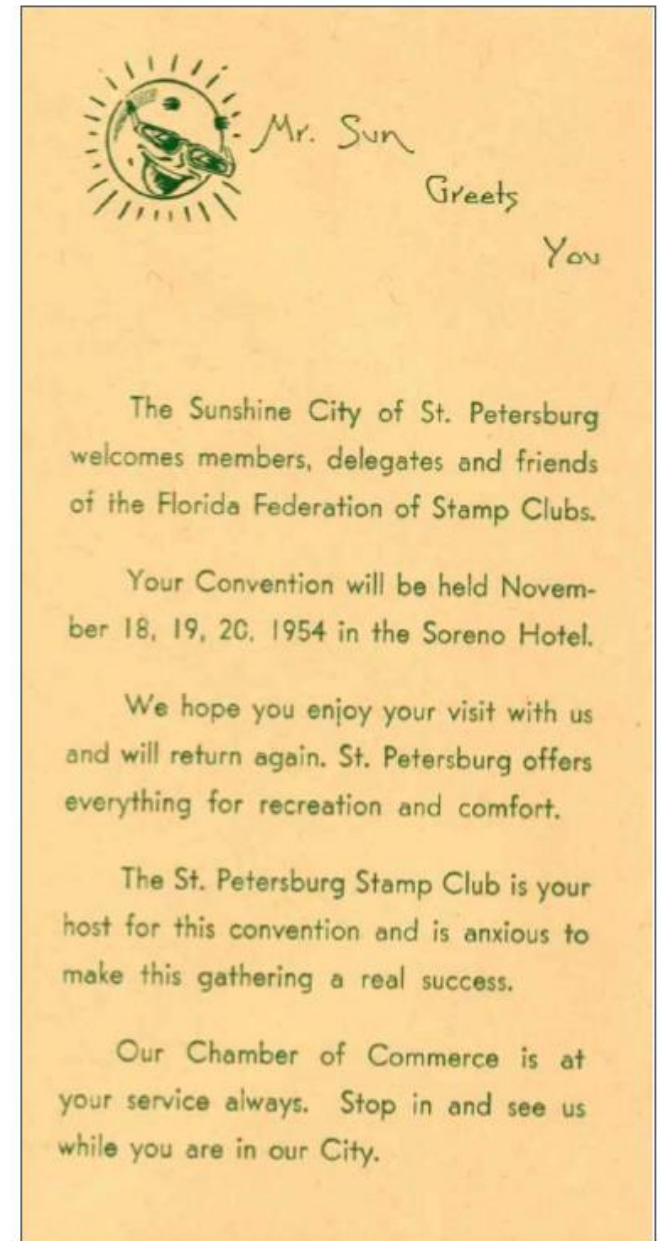 Mr. Sun
Greets
You
The Sunshine City of St. Petersburg
welcomes members, delegates and friends
of the Florida Federation of Stamp Clubs.
Your Convention will be held Novem-
ber 18, 19, 20, 1954 in the Soreno Hotel.
We hope you enjoy your visit with us
and will return again. St. Petersburg offers
everything for recreation and comfort.
The St. Petersburg Stamp Club is your
host for this convention and is anxious to
make this gathering a real success.
Our Chamber of Commerce is at
your service always. Stop in and see us
while you are in our City.